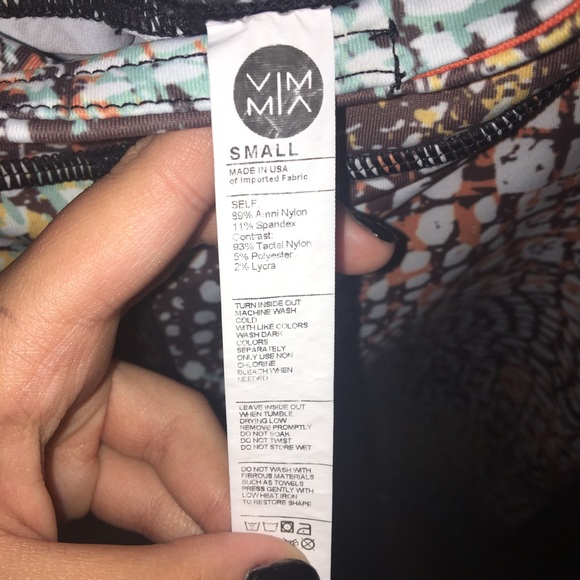 VIM
MIA
SMALL
MADE IN USA
of Imported Fabric
SELF
89% Amni Nylon
11% Spandex
Contrast:
93% Tactel Nylon
5% Polyester
2% Lycra
TURN INSIDE OUT
MACHINE WASH
COLD
WITH LIKE COLORS
WASH DARK
COLORS
SEPARATELY
ONLY USE NON
CHLORINE
BLEACH WHEN
NEEDED
LEAVE INSIDE OUT
WHEN TUMBLE
DRYING LOW
REMOVE PROMPTLY
DO NOT SOAK
DO NOT TWIST
DO NOT STORE WET
DO NOT WASH WITH
FIBROUS MATERIALS
SUCH AS TOWELS
PRESS GENTLY WITH
LOW HEAT IRON
TO RESTORE SHAPE